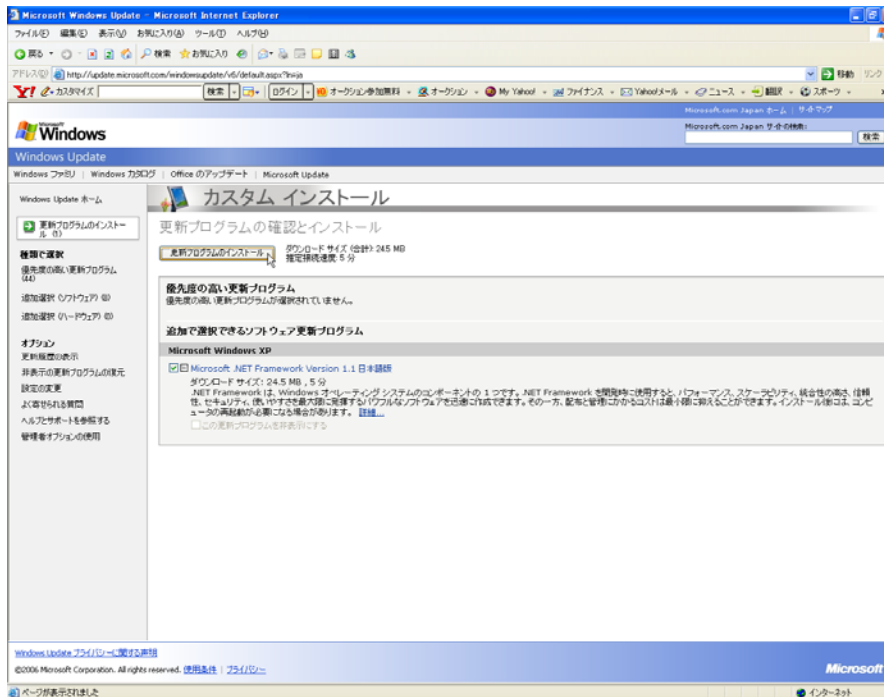 Microsoft Windows Update - Microsoft Internet Explorer
ファイル(F) 編集(E) 表示(V) お気に入り(A) ツール(T) ヘルプ(H)
戻る 検索 お気に入り
アドレス(D) http://update.microsoft.com/windowsupdate/v6/default.aspx?ln=ja 移動 リンク
Y! カスタマイズ 検索 ログイン オークション参加無料 オークション My Yahoo! ファイナンス Yahoo!メール ニュース 翻訳 スポーツ
Microsoft.com Japan ホーム | サイトマップ
Microsoft Windows
Microsoft.com Japan サイトの検索:
検索
Windows Update
Windows ファミリ | Windows カタログ | Office のアップデート | Microsoft Update
Windows Update ホーム
更新プログラムのインストール (1)
種類で選択
優先度の高い更新プログラム (44)
追加選択 (ソフトウェア)
追加選択 (ハードウェア)
オプション
更新履歴の表示
非表示の更新プログラムの復元
設定の変更
よく寄せられる質問
ヘルプとサポートを参照する
管理者オプションの使用
カスタム インストール
更新プログラムの確認とインストール
更新プログラムのインストール
ダウンロード サイズ (合計): 24.5 MB
推定接続速度: 5 分
優先度の高い更新プログラム
優先度の高い更新プログラムが選択されていません。
追加で選択できるソフトウェア更新プログラム
Microsoft Windows XP
Microsoft .NET Framework Version 1.1 日本語版
ダウンロード サイズ: 24.5 MB , 5 分
.NET Framework は、Windows オペレーティング システムのコンポーネントの 1 つです。.NET Framework を開発時に使用すると、パフォーマンス、スケーラビリティ、統合性の高さ、信頼
性、セキュリティ、使いやすさを最大限に発揮するパワフルなソフトウェアを迅速に作成できます。その一方、配布と管理にかかるコストは最小限に抑えることができます。インストール後には、コンピ
ュータの再起動が必要になる場合があります。 詳細...
この更新プログラムを非表示にする
Windows Update プライバシーに関する声明
©2006 Microsoft Corporation. All rights reserved. 使用条件 | プライバシー
Microsoft
ページが表示されました インターネット